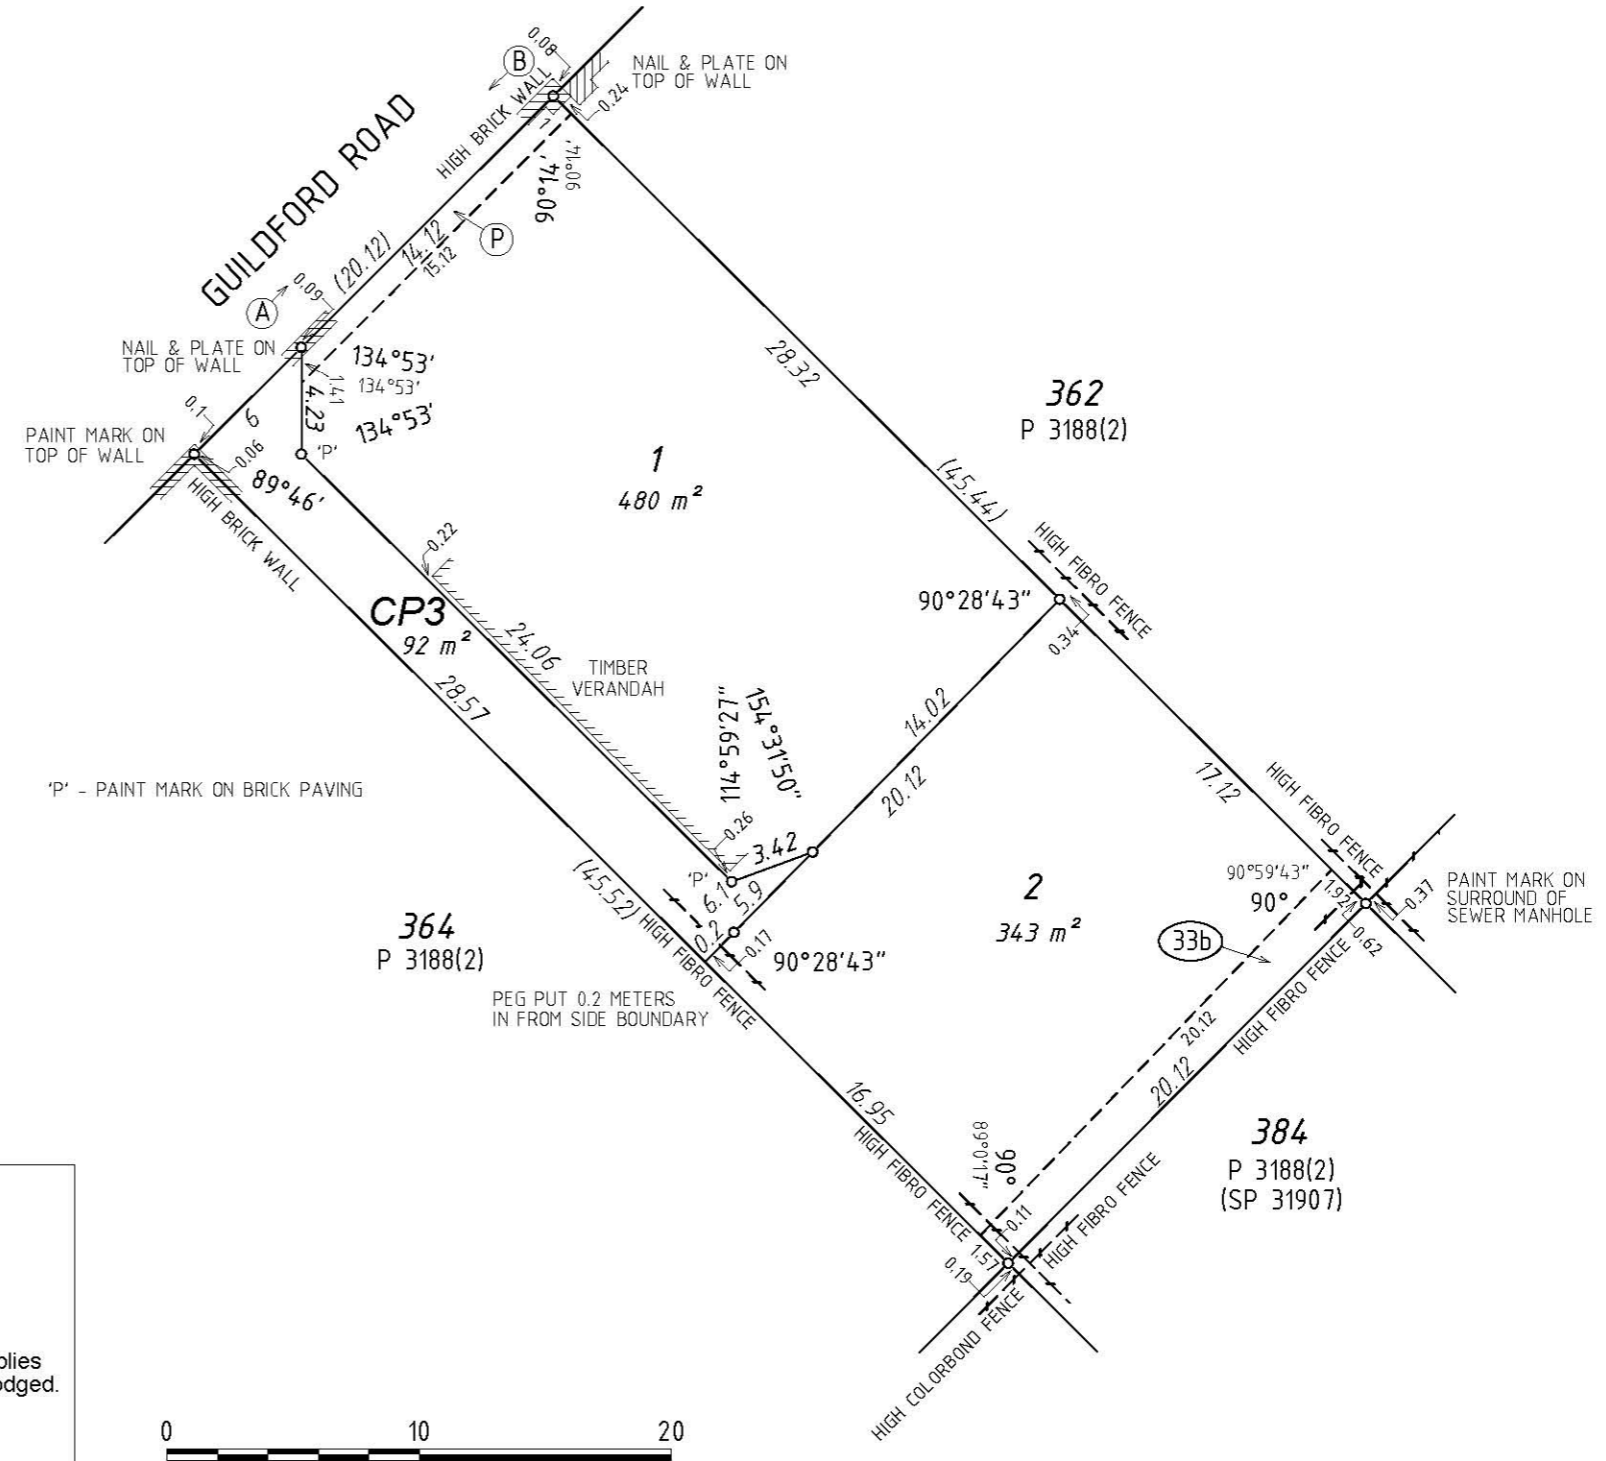 B
0.08
NAIL & PLATE ON
TOP OF WALL
0.24
HIGH BRICK WALL
GUILDFORD ROAD
1
90°14'
90°14'
P
(20.12)
14.12
15.12
A
0.09
NAIL & PLATE ON
TOP OF WALL
134°53'
1.41
134°53'
4.23
134°53'
'P'
0.1
6
PAINT MARK ON
TOP OF WALL
0.06
89°46'
HIGH BRICK WALL
28.32
362
P 3188(2)
1
480 m²
(45.44)
0.22
HIGH FIBRO FENCE
90°28'43"
0.34
CP3
92 m²
24.06
TIMBER
VERANDAH
28.57
114°59'27"
154°31'50"
14.02
20.12
17.12
'P' - PAINT MARK ON BRICK PAVING
0.26
3.42
'P'
6.1
5.9
0.2
0.17
90°28'43"
(45.52)
HIGH FIBRO FENCE
364
P 3188(2)
PEG PUT 0.2 METERS
IN FROM SIDE BOUNDARY
2
343 m²
HIGH FIBRO FENCE
90°59'43"
90°
1.92
0.37
0.62
PAINT MARK ON
SURROUND OF
SEWER MANHOLE
33b
HIGH FIBRO FENCE
20.12
20.12
16.95
HIGH FIBRO FENCE
89°0'17"
90°
0.11
1.57
0.19
HIGH FIBRO FENCE
HIGH COLORBOND FENCE
384
P 3188(2)
(SP 31907)
plies
odged.
0 10 20